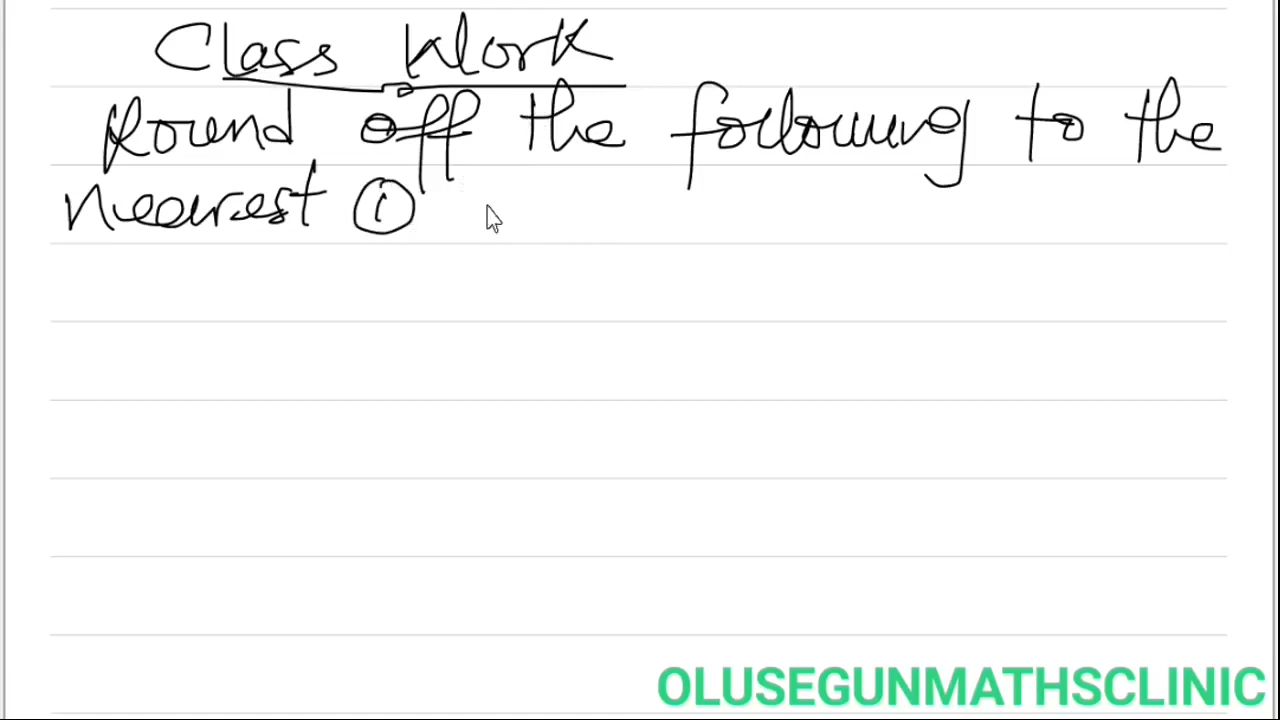 Class Work
Round off the following to the
nearest (i)
OLUSEGUNMATHSCLINIC